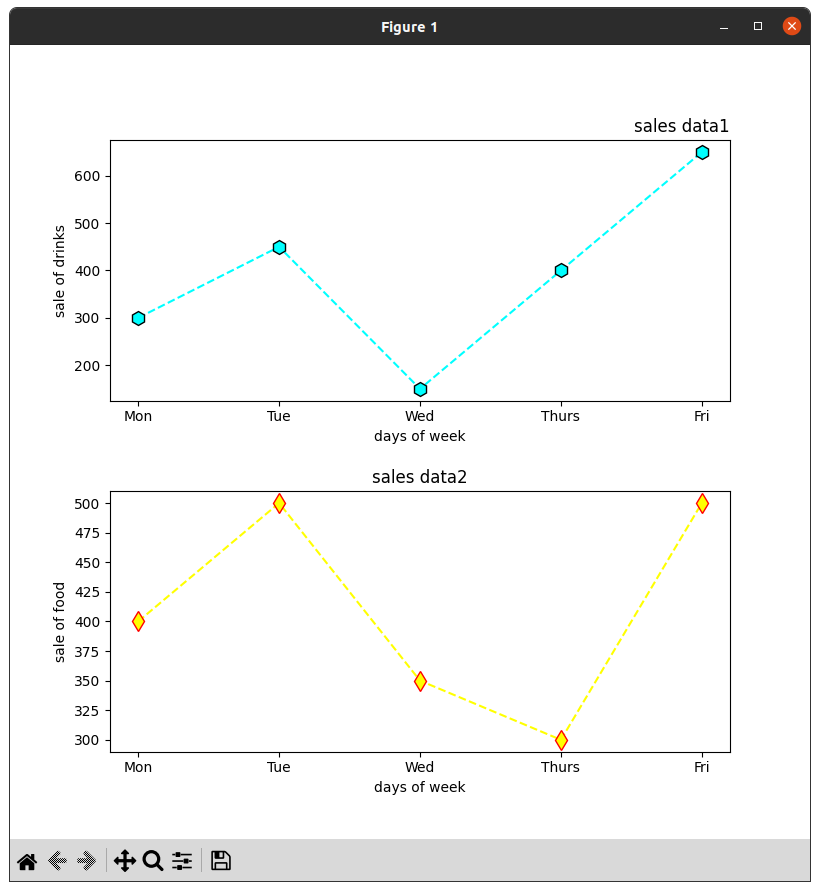 Figure 1
sales data1
600
500
400
300
200
sale of drinks
Mon Tue Wed Thurs Fri
days of week
sales data2
500
475
450
425
400
375
350
325
300
sale of food
Mon Tue Wed Thurs Fri
days of week